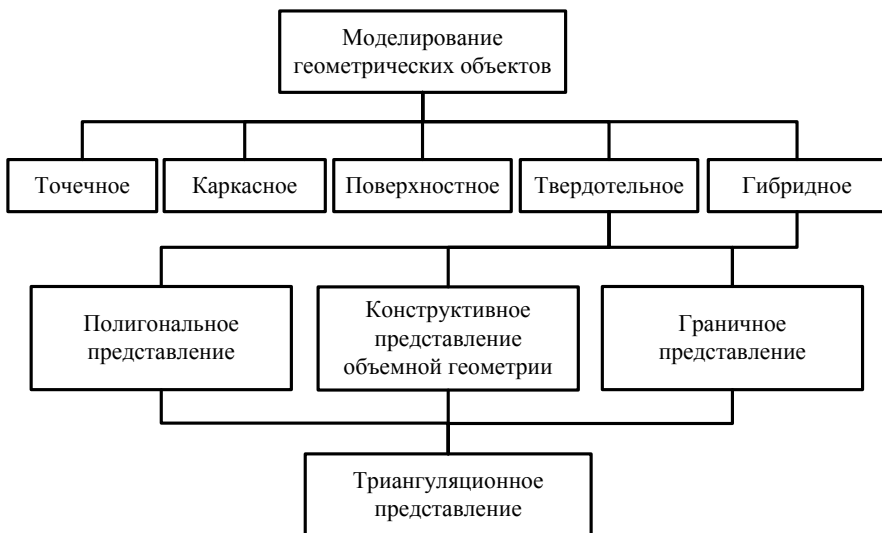 Моделирование
геометрических объектов
Точечное
Каркасное
Поверхностное
Твердотельное
Гибридное
Полигональное
представление
Конструктивное
представление
объемной геометрии
Граничное
представление
Триангуляционное
представление